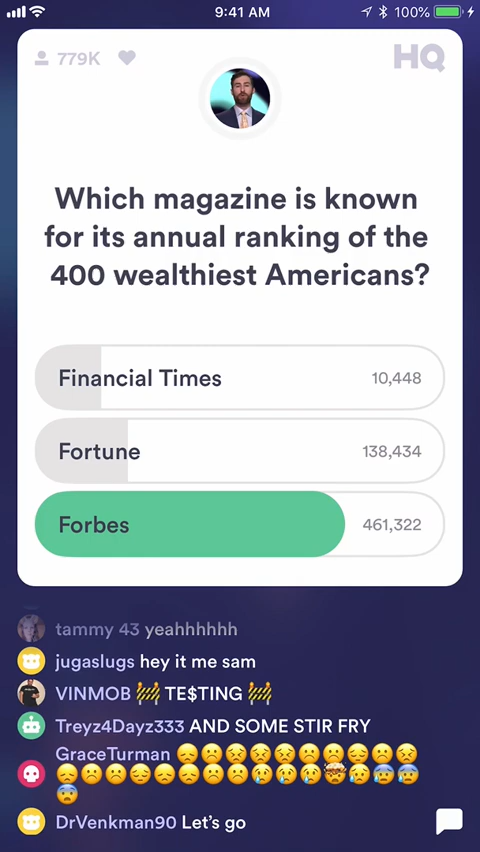 9:41 AM
100%
779K
HQ
Which magazine is known
for its annual ranking of the
400 wealthiest Americans?
Financial Times 10,448
Fortune 138,434
Forbes 461,322
tammy 43 yeahhhhhh
jugaslugs hey it me sam
VINMOB 🚧 TE$TING 🚧
Treyz4Dayz333 AND SOME STIR FRY
GraceTurman
DrVenkman90 Let's go